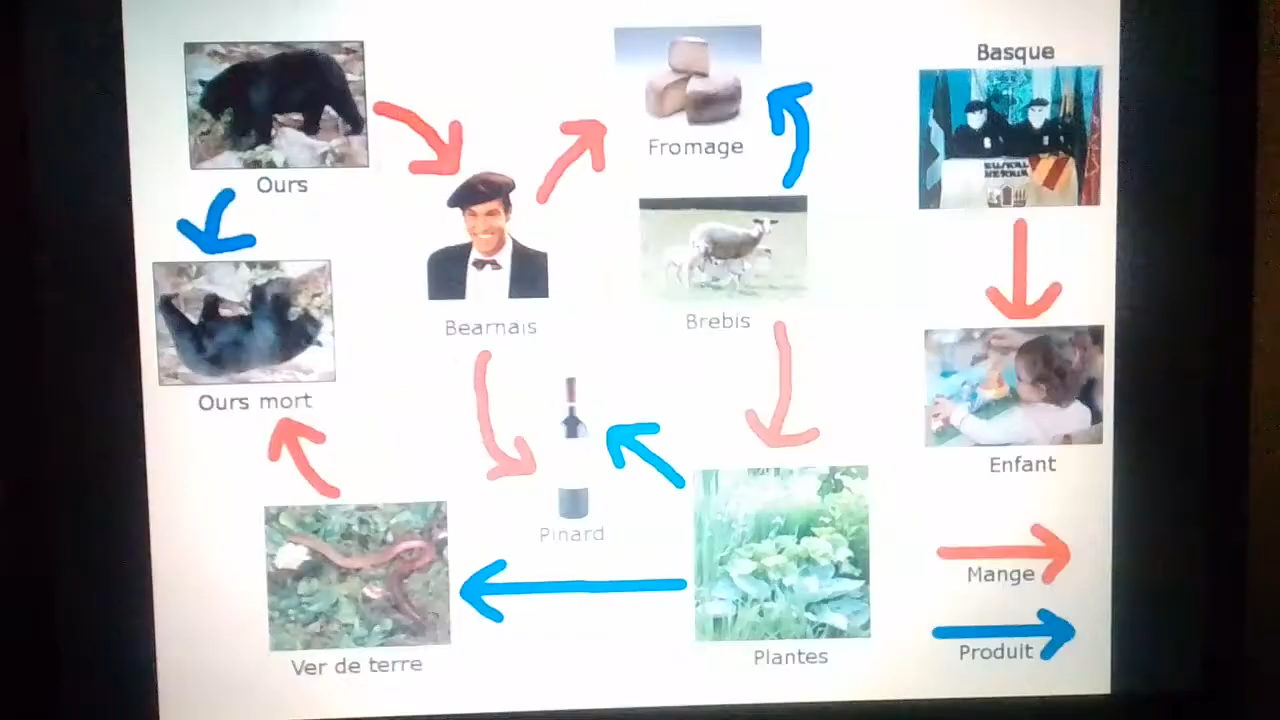 Basque
Fromage
Ours
Brebis
Bearnais
Ours mort
Enfant
Pinard
Mange
Produit
Plantes
Ver de terre